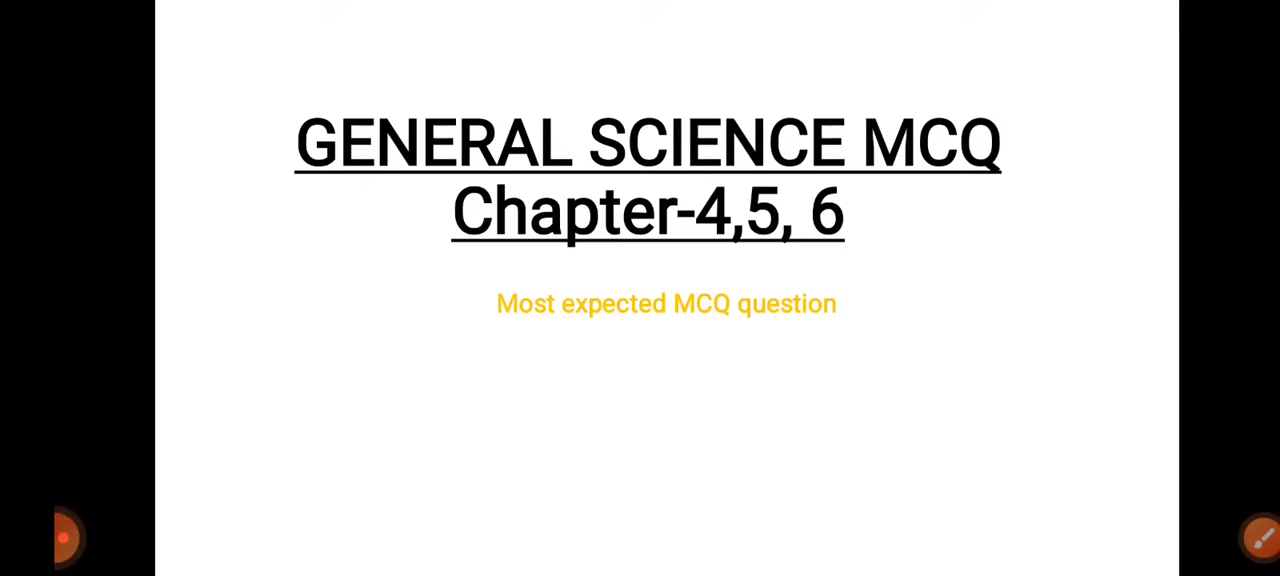 GENERAL SCIENCE MCQ
Chapter-4,5, 6
Most expected MCQ question